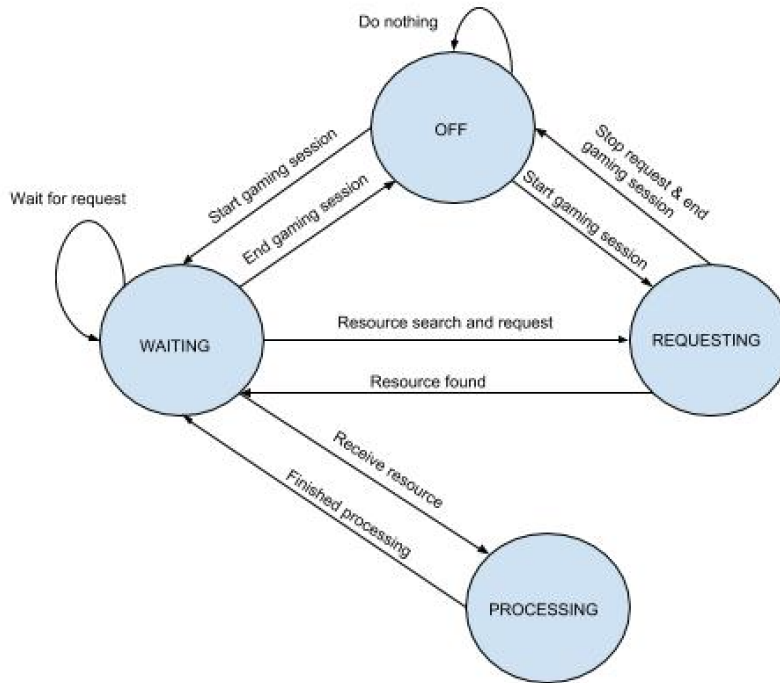 Do nothing
OFF
Start gaming session
End gaming session
Stop request & end
gaming session
Start gaming session
Wait for request
WAITING
Resource search and request
REQUESTING
Resource found
Receive resource
Finished processing
PROCESSING